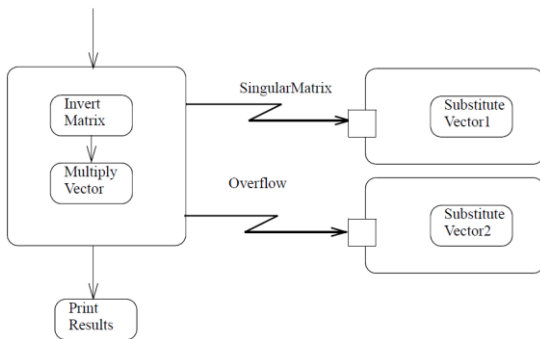 SingularMatrix
Invert
Matrix
Substitute
Vector1
Multiply
Vector
Overflow
Substitute
Vector2
Print
Results